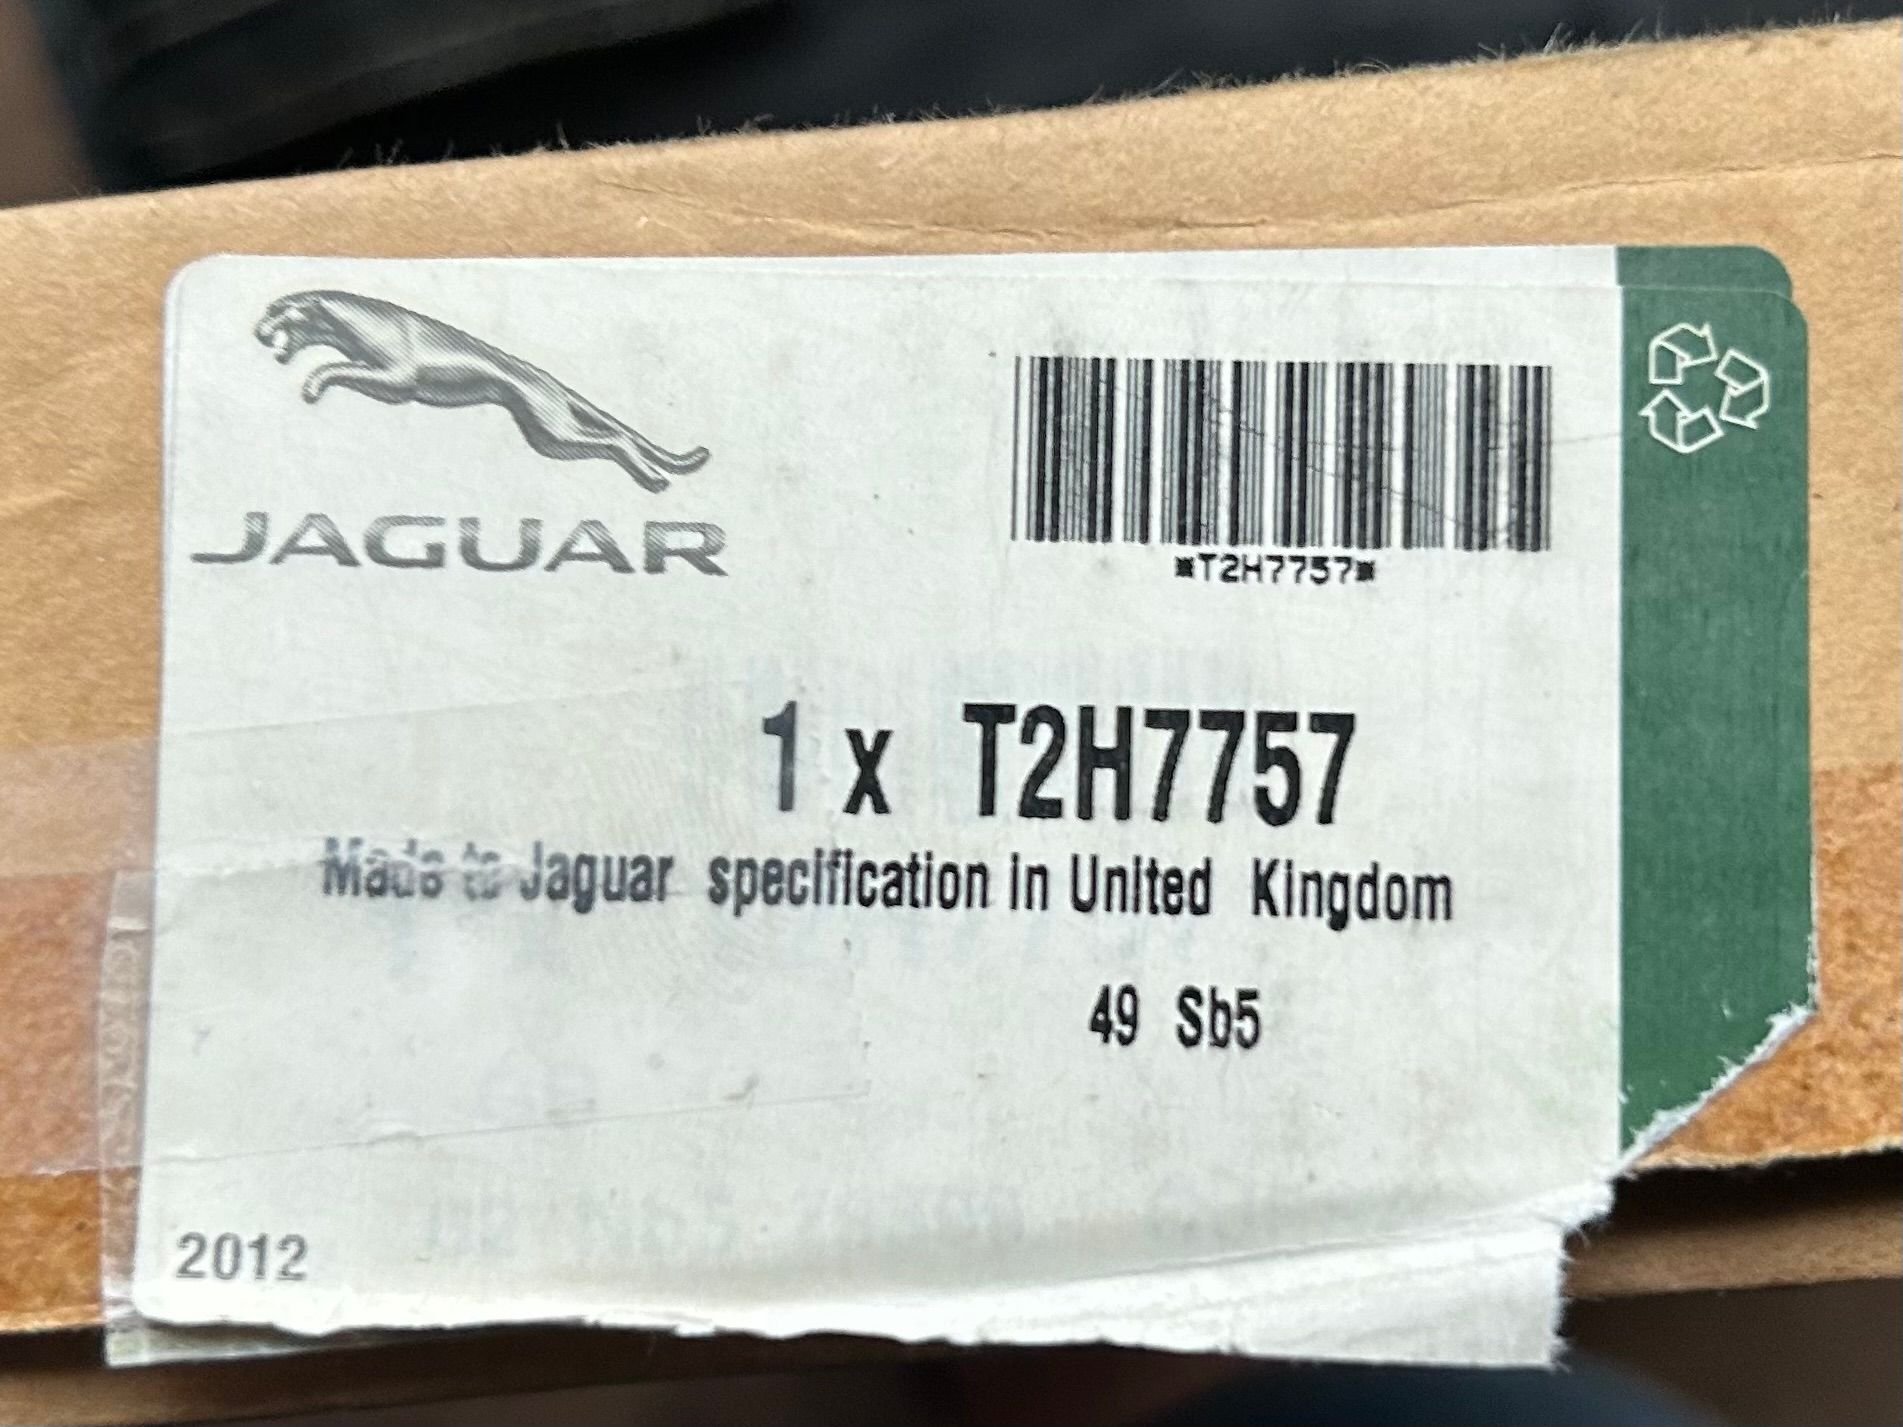 JAGUAR
*T2H7757*
1 x T2H7757
Made to Jaguar specification in United Kingdom
49 Sb5
2012